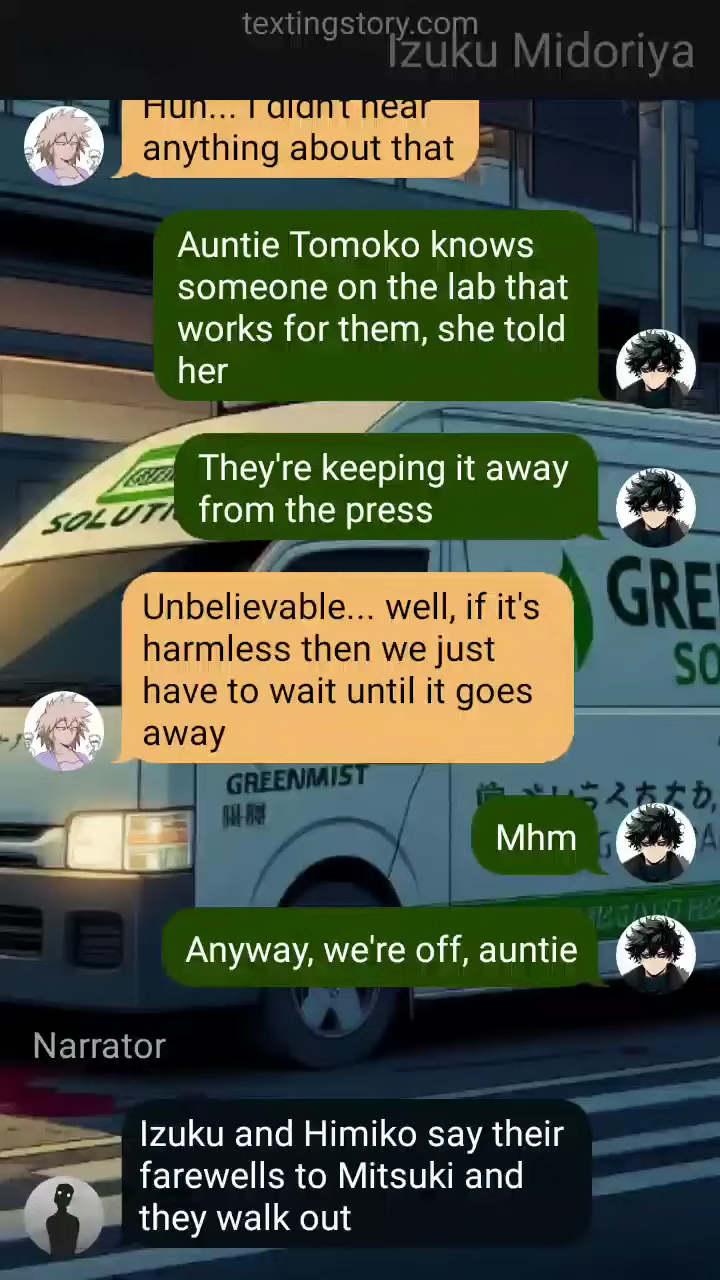 textingstory.com
Izuku Midoriya
Huh... I didn't hear
anything about that
Auntie Tomoko knows
someone on the lab that
works for them, she told
her
They're keeping it away
from the press
SOLUTI
GRE
SO
Unbelievable... well, if it's
harmless then we just
have to wait until it goes
away
GREENMIST
Mhm
Anyway, we're off, auntie
Narrator
Izuku and Himiko say their
farewells to Mitsuki and
they walk out